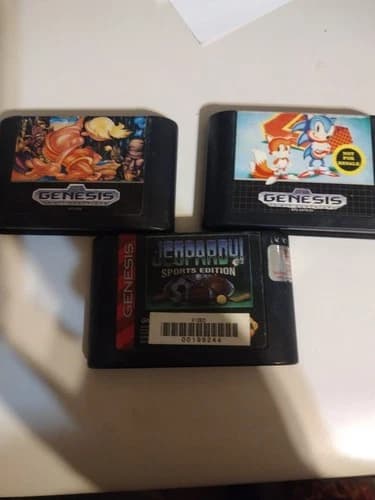 GENESIS
GENESIS
NOT
FOR
RESALE
GENESIS
JEOPARDY!
SPORTS EDITION
00199244